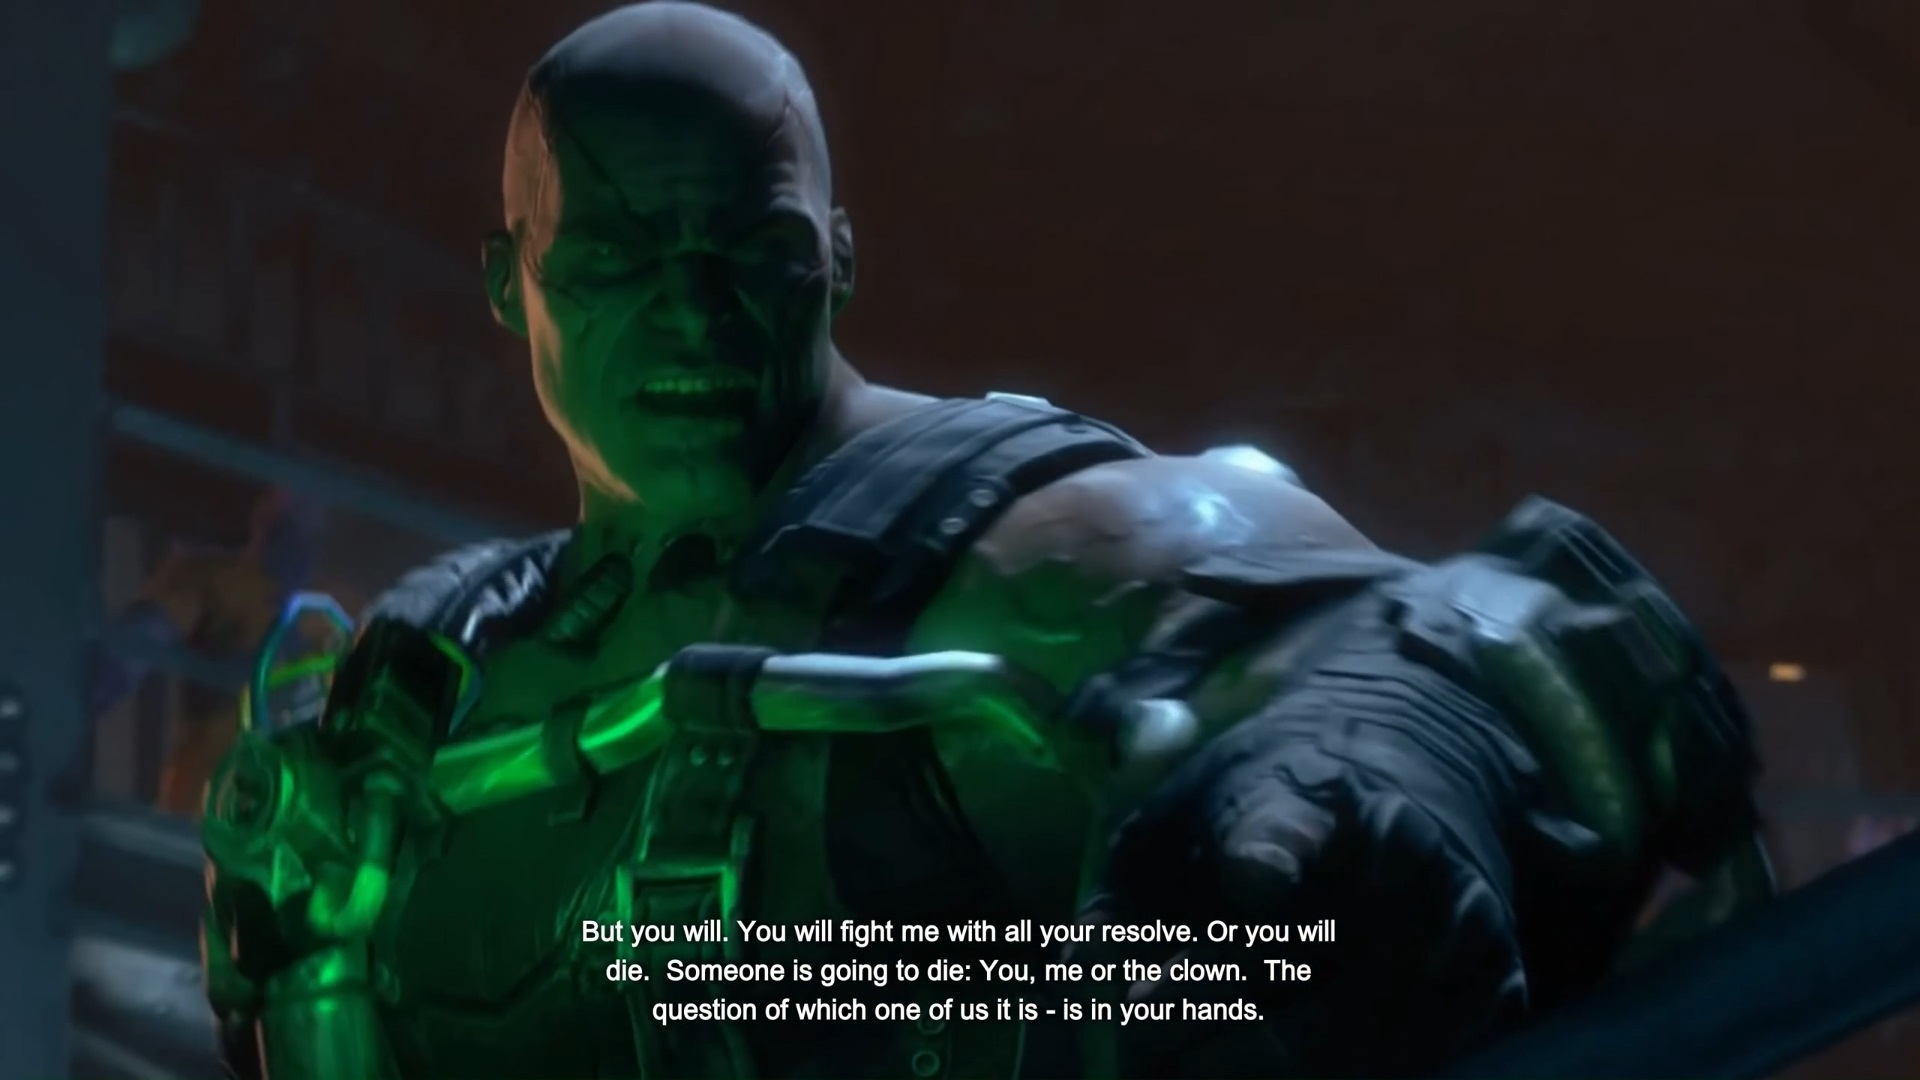 But you will. You will fight me with all your resolve. Or you will
die.  Someone is going to die: You, me or the clown.  The
question of which one of us it is - is in your hands.